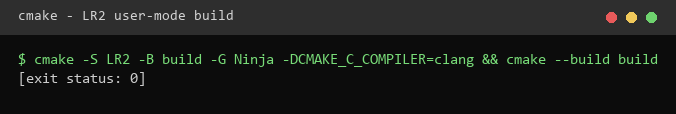 cmake - LR2 user-mode build
$ cmake -S LR2 -B build -G Ninja -DCMAKE_C_COMPILER=clang && cmake --build build
[exit status: 0]